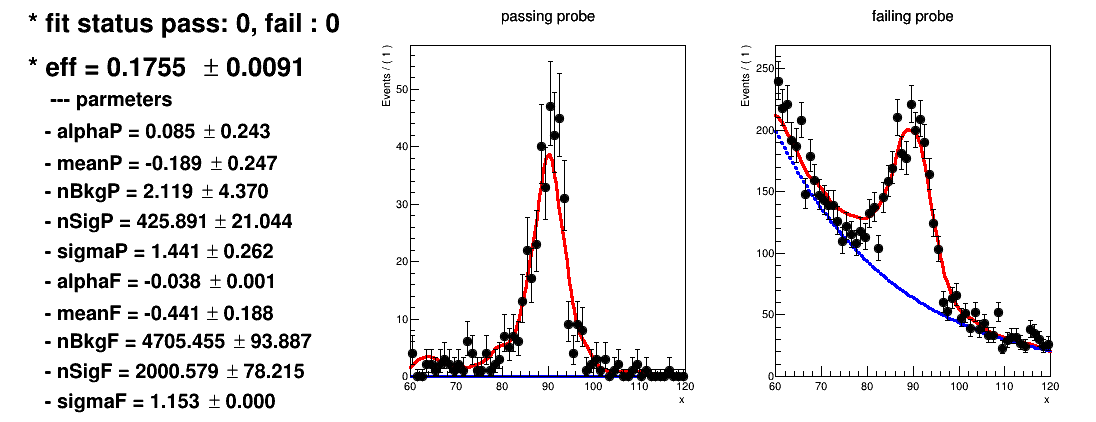 * fit status pass: 0, fail : 0
* eff = 0.1755 ± 0.0091
--- parmeters
- alphaP = 0.085 ± 0.243
- meanP = -0.189 ± 0.247
- nBkgP = 2.119 ± 4.370
- nSigP = 425.891 ± 21.044
- sigmaP = 1.441 ± 0.262
- alphaF = -0.038 ± 0.001
- meanF = -0.441 ± 0.188
- nBkgF = 4705.455 ± 93.887
- nSigF = 2000.579 ± 78.215
- sigmaF = 1.153 ± 0.000
passing probe
Events / ( 1 )
50
40
30
20
10
0
60 70 80 90 100 110 120
x
failing probe
Events / ( 1 )
250
200
150
100
50
0
60 70 80 90 100 110 120
x